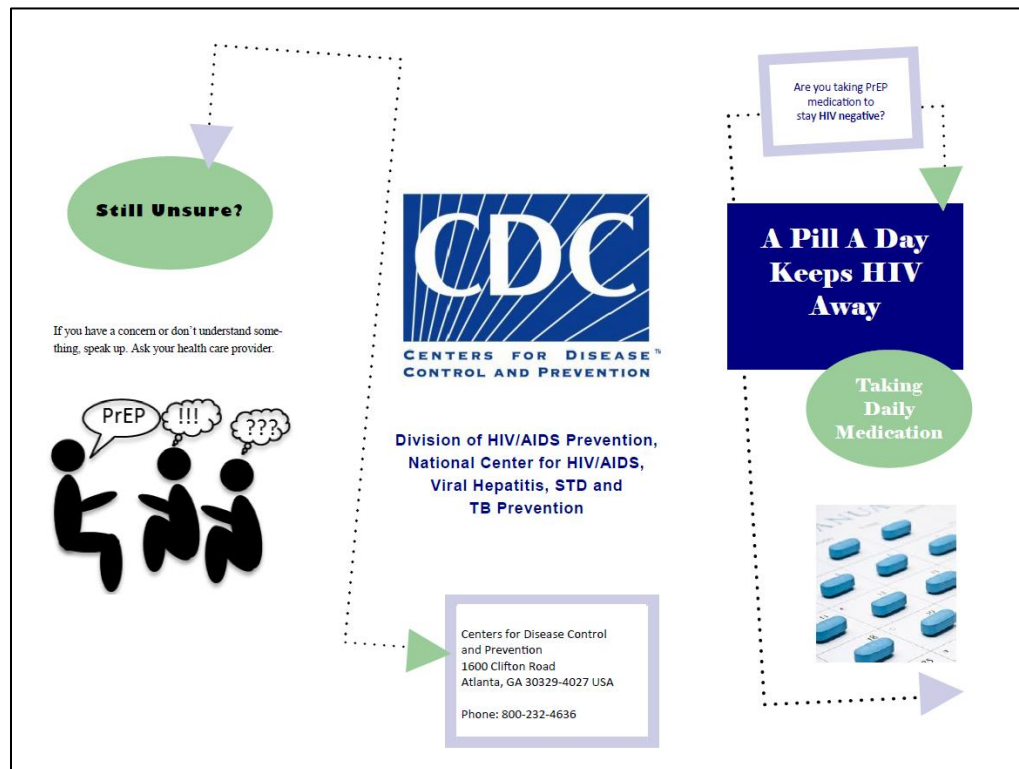 Still Unsure?
If you have a concern or don't understand some-
thing, speak up. Ask your health care provider.
PrEP
!!!
???
CDC
CENTERS FOR DISEASE™
CONTROL AND PREVENTION
Division of HIV/AIDS Prevention,
National Center for HIV/AIDS,
Viral Hepatitis, STD and
TB Prevention
Centers for Disease Control
and Prevention
1600 Clifton Road
Atlanta, GA 30329-4027 USA
Phone: 800-232-4636
Are you taking PrEP
medication to
stay HIV negative?
A Pill A Day
Keeps HIV
Away
Taking
Daily
Medication